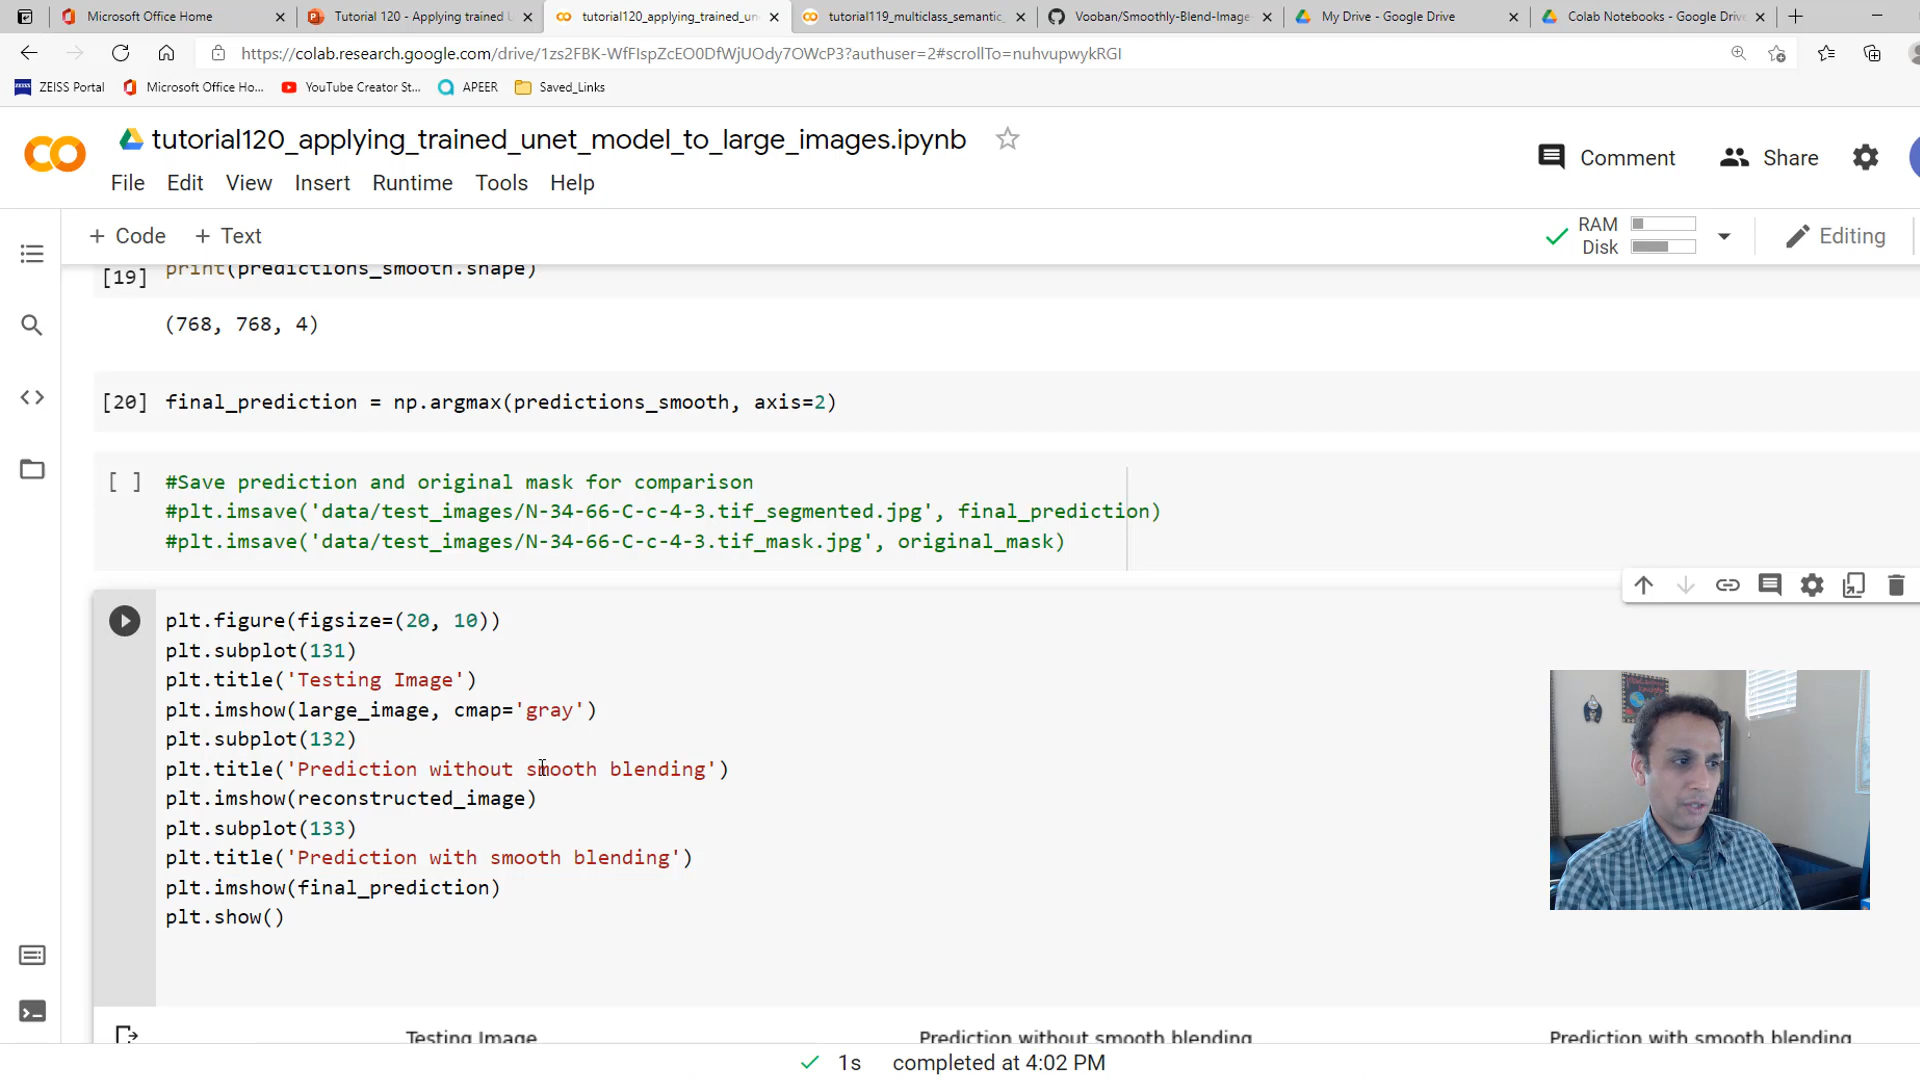 Microsoft Office Home
Tutorial 120 - Applying trained U
tutorial120_applying_trained_un
tutorial119_multiclass_semantic_
Vooban/Smoothly-Blend-Image
My Drive - Google Drive
Colab Notebooks - Google Drive
https://colab.research.google.com/drive/1zs2FBK-WfFIspZcEO0DfWjUOdy7OWcP3?authuser=2#scrollTo=nuhvupwykRGI
ZEISS Portal
Microsoft Office Ho...
YouTube Creator St...
APEER
Saved_Links
tutorial120_applying_trained_unet_model_to_large_images.ipynb
Comment
Share
File Edit View Insert Runtime Tools Help
+ Code + Text
RAM
Disk
Editing
[19] print(predictions_smooth.shape)
(768, 768, 4)
[20] final_prediction = np.argmax(predictions_smooth, axis=2)
[ ] #Save prediction and original mask for comparison
#plt.imsave('data/test_images/N-34-66-C-c-4-3.tif_segmented.jpg', final_prediction)
#plt.imsave('data/test_images/N-34-66-C-c-4-3.tif_mask.jpg', original_mask)
plt.figure(figsize=(20, 10))
plt.subplot(131)
plt.title('Testing Image')
plt.imshow(large_image, cmap='gray')
plt.subplot(132)
plt.title('Prediction without smooth blending')
plt.imshow(reconstructed_image)
plt.subplot(133)
plt.title('Prediction with smooth blending')
plt.imshow(final_prediction)
plt.show()
Testing Image
Prediction without smooth blending
Prediction with smooth blending
1s completed at 4:02 PM